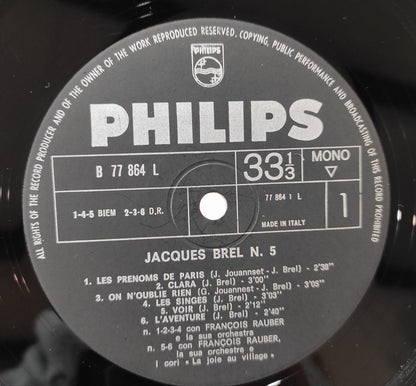 ALL RIGHTS OF THE RECORD PRODUCER AND OF THE OWNER OF THE WORK REPRODUCED RESERVED. COPYING, PUBLIC PERFORMANCE AND BROADCASTING OF THIS RECORD PROHIBITED
PHILIPS
PHILIPS
B 77 864 L
33 1/3
MONO
▽
1-4-5 BIEM 2-3-6 D.R.
77 864 1 L
MADE IN ITALY
1
JACQUES BREL N. 5
1. LES PRENOMS DE PARIS (J. Jouannset - J. Brel) - 2'38"
2. CLARA (J. Brel) - 3'00"
3. ON N'OUBLIE RIEN (G. Jouannset - J. Brel) - 3'05"
4. LES SINGES (J. Brel) - 3'03"
5. VOIR (J. Brel) - 2'12"
6. L'AVENTURE (J. Brel) - 2'40"
n. 1-2-3-4 con FRANÇOIS RAUBER
e la sua orchestra
n. 5-6 con FRANÇOIS RAUBER,
la sua orchestra e
i cori « La joie au village »